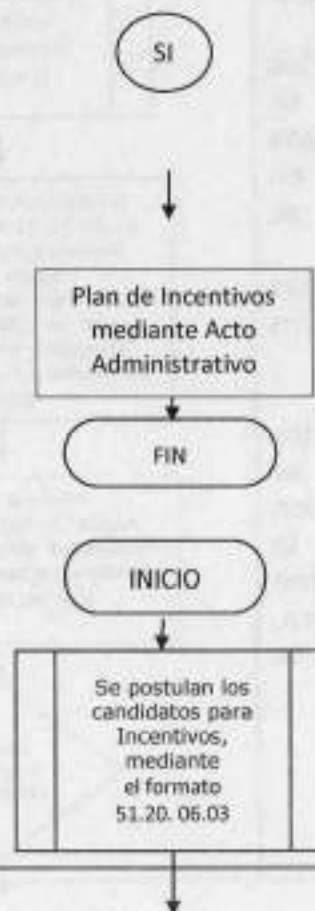 SI
Plan de Incentivos
mediante Acto
Administrativo
FIN
INICIO
Se postulan los
candidatos para
Incentivos,
mediante
el formato
51.20. 06.03